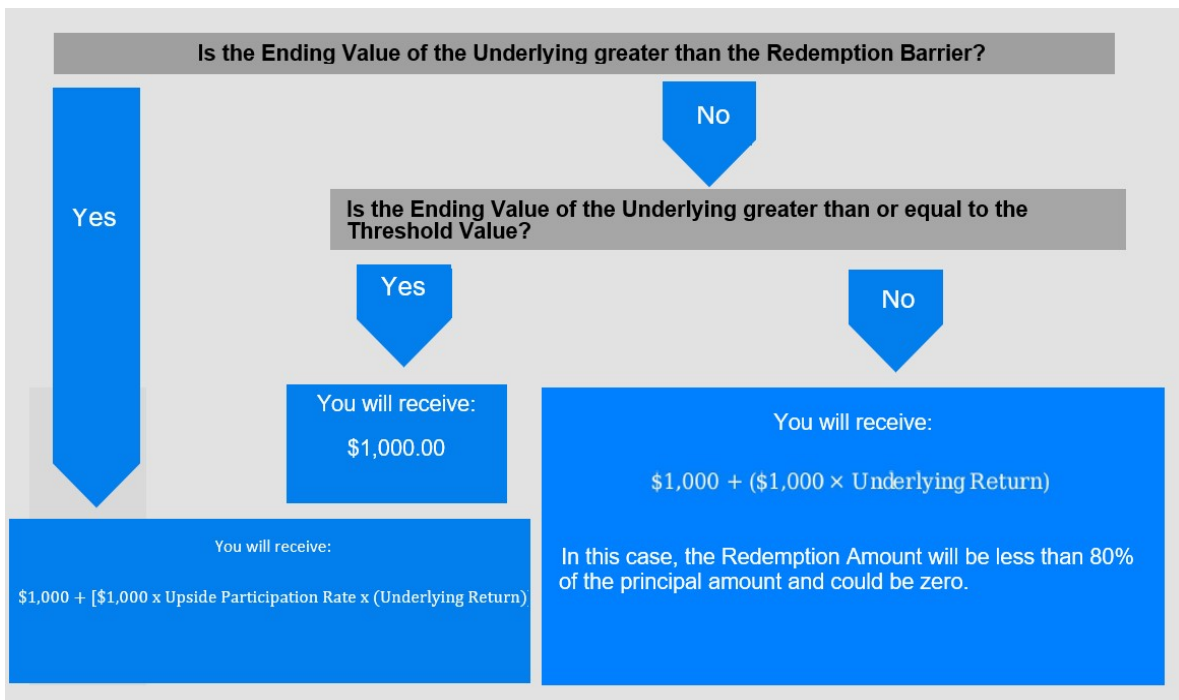 Is the Ending Value of the Underlying greater than the Redemption Barrier?
No
Yes
Is the Ending Value of the Underlying greater than or equal to the
Threshold Value?
Yes
No
You will receive:
$1,000.00
You will receive:
$1,000 + ($1,000 × Underlying Return)
In this case, the Redemption Amount will be less than 80%
of the principal amount and could be zero.
You will receive:
$1,000 + [$1,000 x Upside Participation Rate x (Underlying Return)